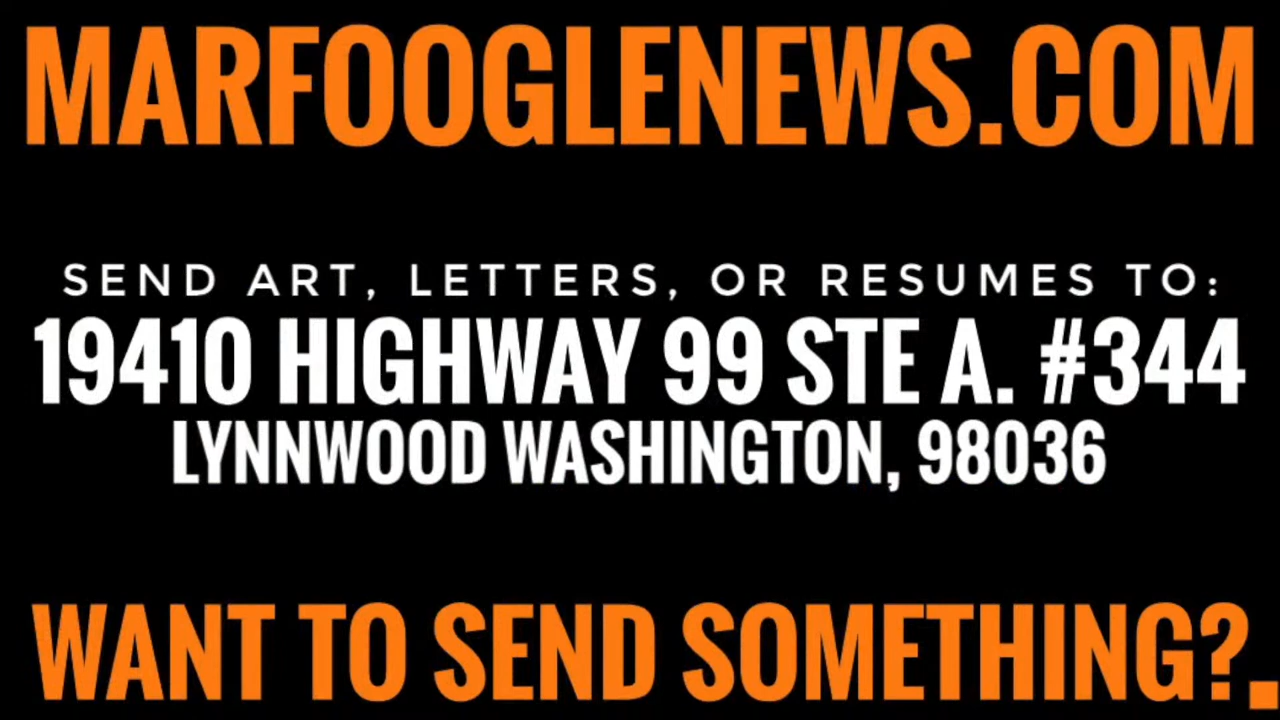 MARFOOGLENEWS.COM
SEND ART, LETTERS, OR RESUMES TO:
19410 HIGHWAY 99 STE A. #344
LYNNWOOD WASHINGTON, 98036
WANT TO SEND SOMETHING?.